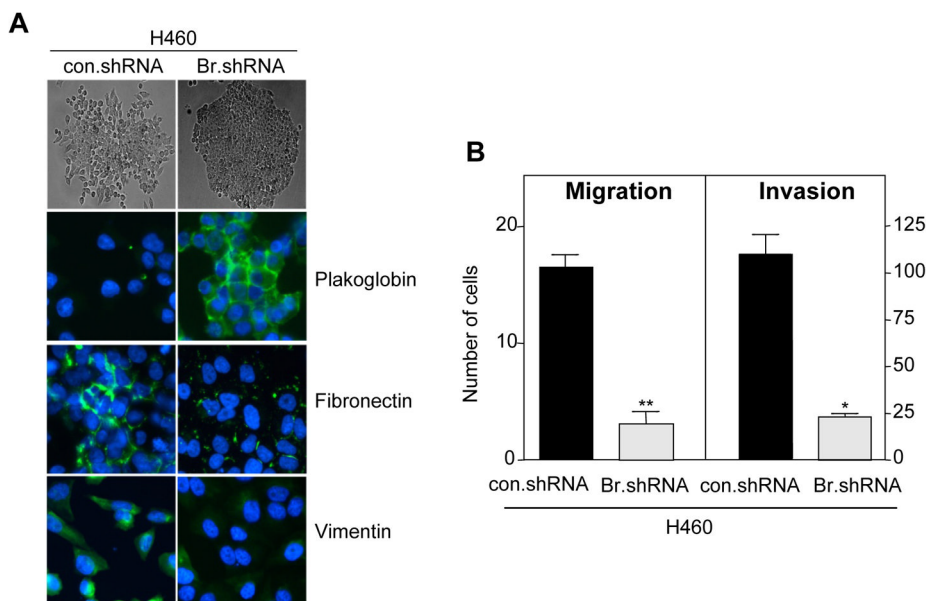 A
H460
con.shRNA Br.shRNA
Plakoglobin
Fibronectin
Vimentin
B
Migration Invasion
Number of cells
20
10
0
125
100
75
50
25
0
** *
con.shRNA Br.shRNA con.shRNA Br.shRNA
H460